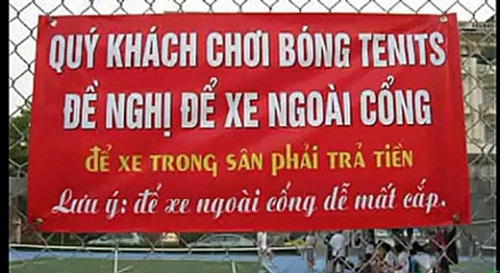 QUÝ KHÁCH CHƠI BÓNG TENITS
ĐỀ NGHỊ ĐỂ XE NGOÀI CỔNG
để xe trong sân phải trả tiền
Lưu ý: để xe ngoài cổng dễ mất cắp.